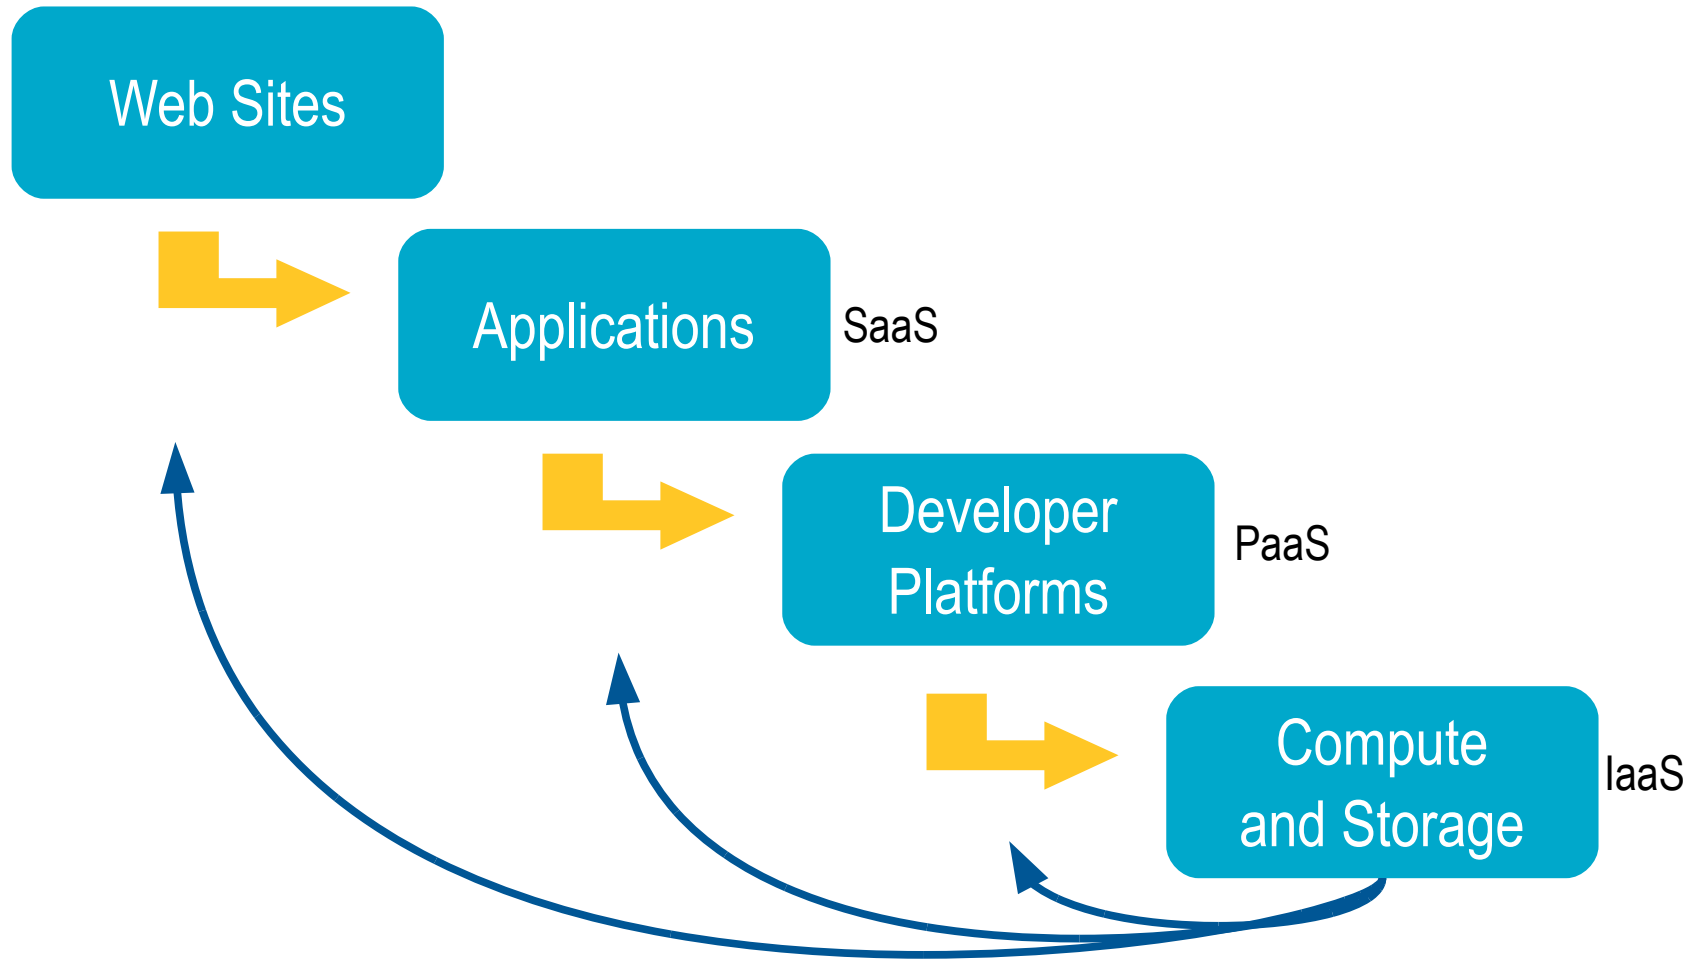 Web Sites
Applications
SaaS
Developer
Platforms
PaaS
Compute
and Storage
IaaS